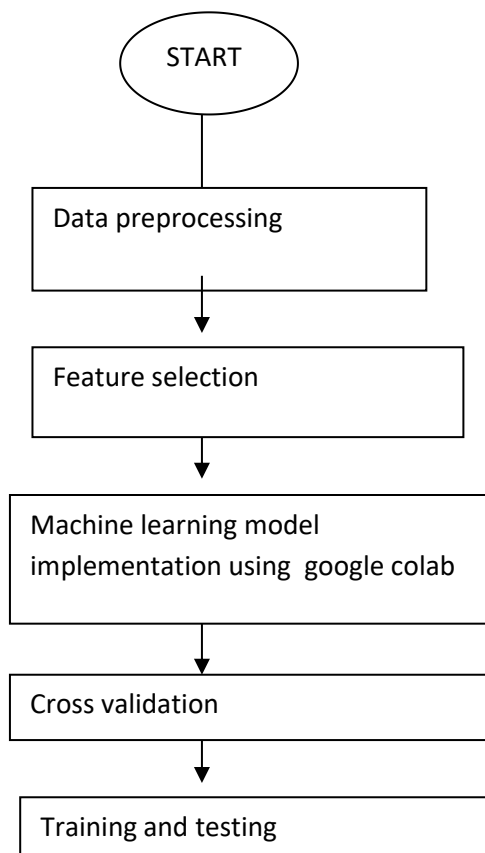 START
Data preprocessing
Feature selection
Machine learning model
implementation using google colab
Cross validation
Training and testing